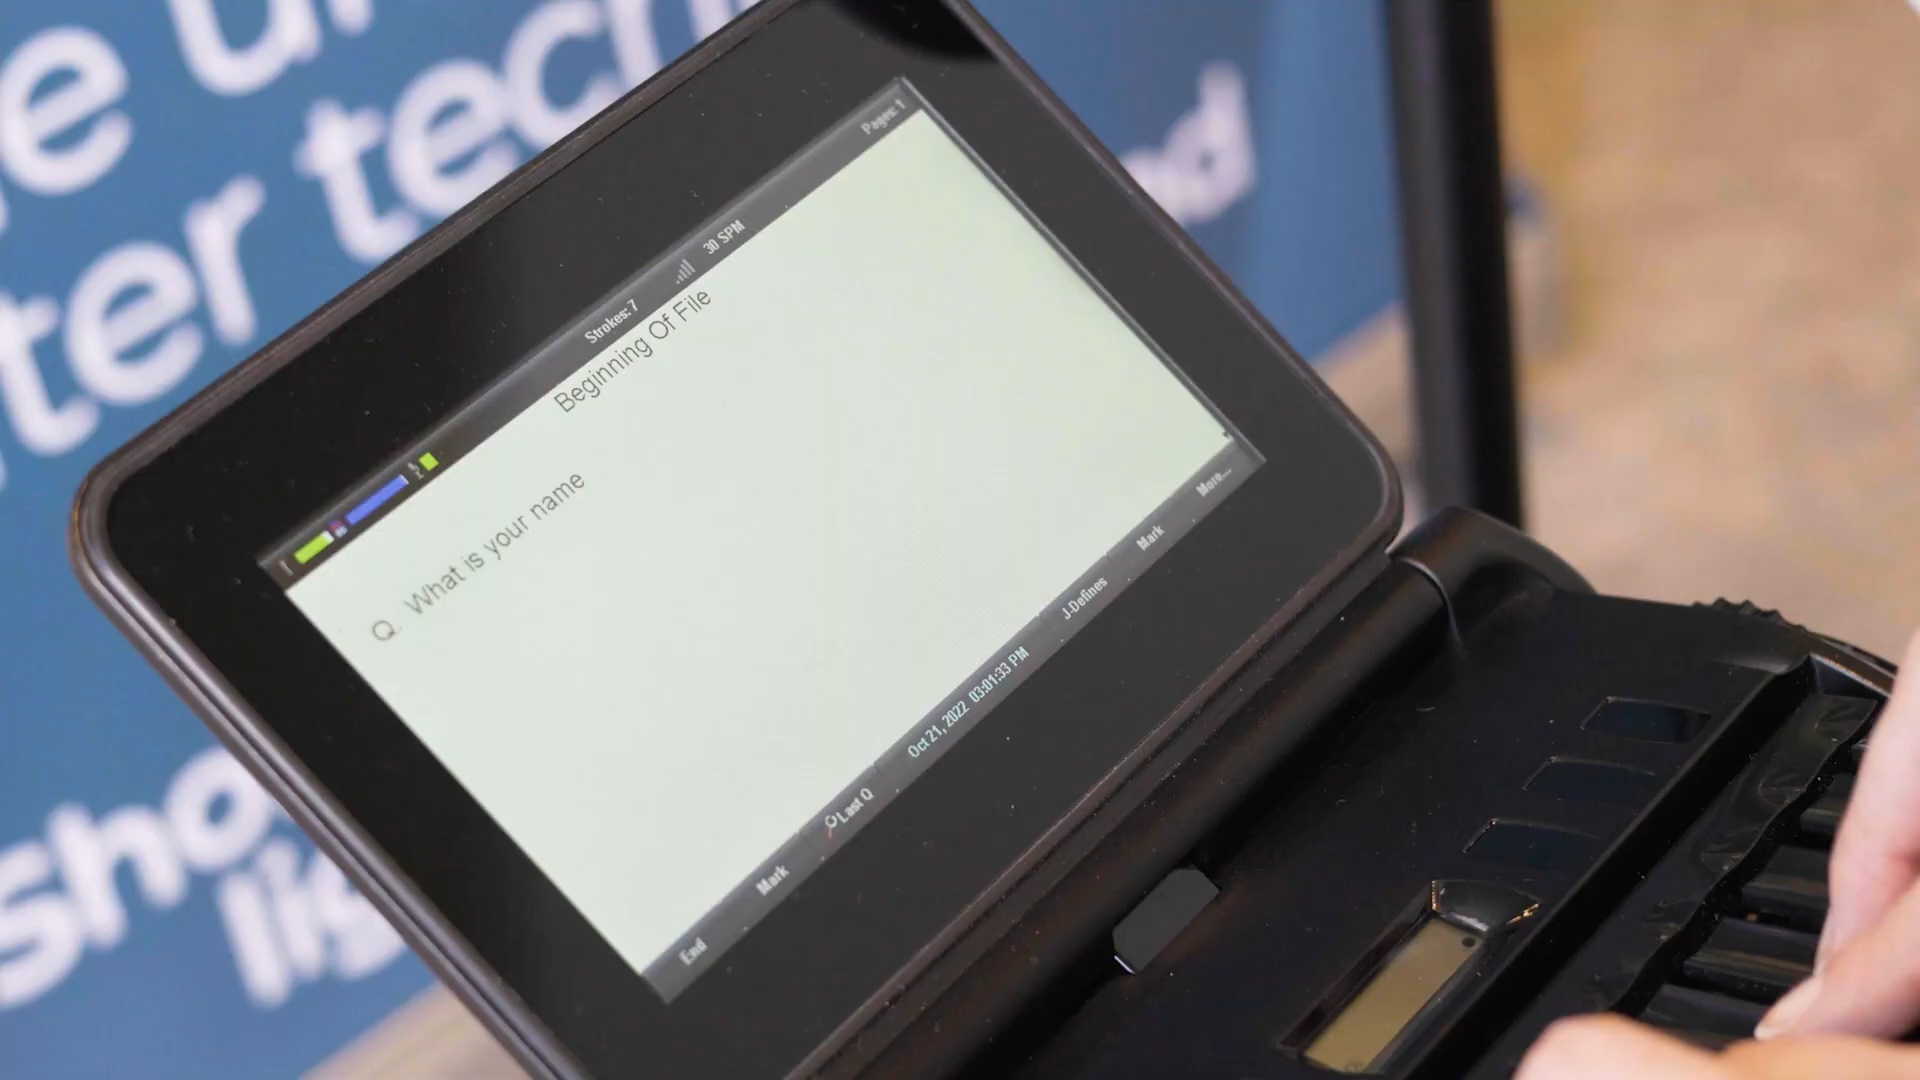 Pages: 1
30 SPM
Strokes: 7
Beginning Of File
Q. What is your name
End
Mark
Last Q
Oct 21, 2022 03:01:33 PM
J-Defines
Mark
More...
ter tech
sho